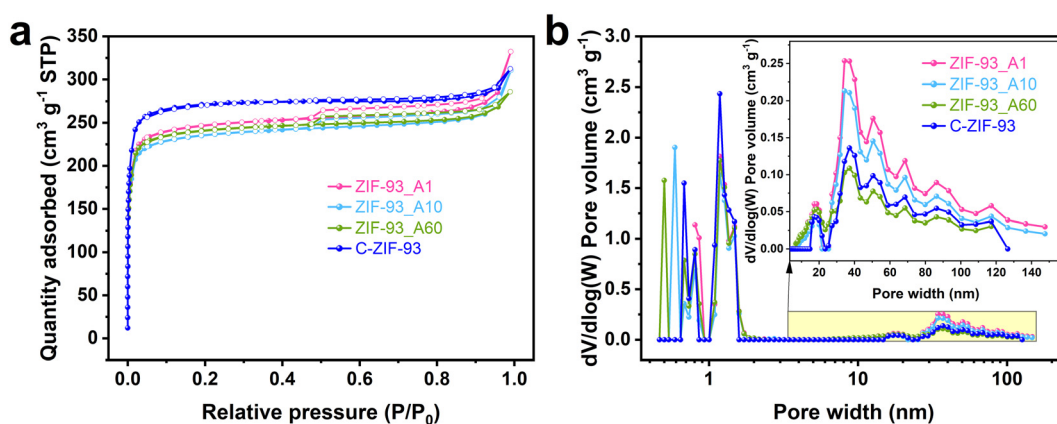 a
Quantity adsorbed (cm³ g⁻¹ STP)
350
300
250
200
150
100
50
0
ZIF-93_A1
ZIF-93_A10
ZIF-93_A60
C-ZIF-93
0.0 0.2 0.4 0.6 0.8 1.0
Relative pressure (P/P₀)
b
dV/dlog(W) Pore volume (cm³ g⁻¹)
3.0
2.5
2.0
1.5
1.0
0.5
0.0
1 10 100
Pore width (nm)
dV/dlog(W) Pore volume (cm³ g⁻¹)
0.25
0.20
0.15
0.10
0.05
0.00
ZIF-93_A1
ZIF-93_A10
ZIF-93_A60
C-ZIF-93
20 40 60 80 100 120 140
Pore width (nm)